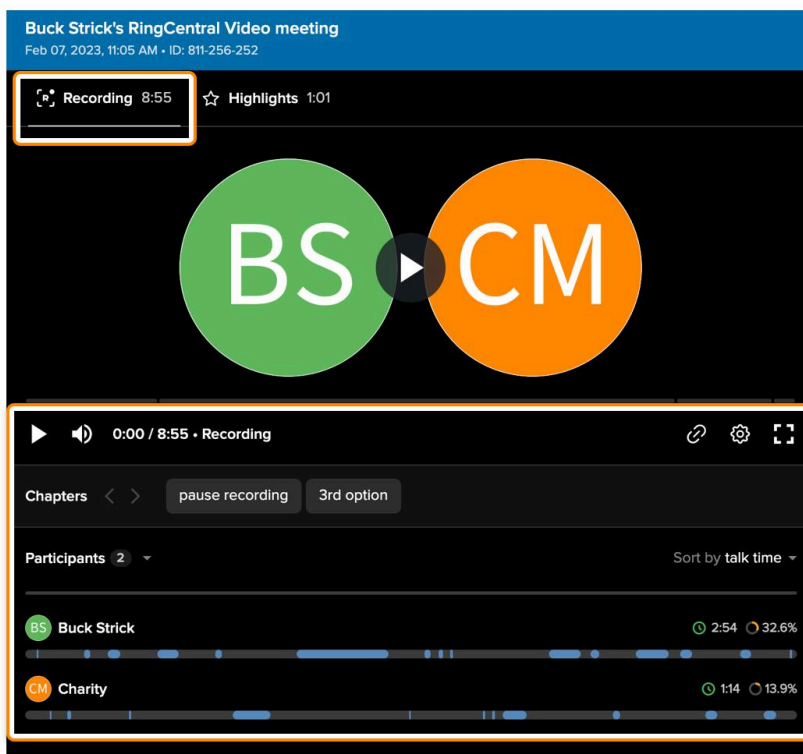 Buck Strick's RingCentral Video meeting
Feb 07, 2023, 11:05 AM • ID: 811-256-252
R Recording 8:55 Highlights 1:01
BS CM
0:00 / 8:55 • Recording
Chapters pause recording 3rd option
Participants 2 Sort by talk time
BS Buck Strick 2:54 32.6%
CM Charity 1:14 13.9%